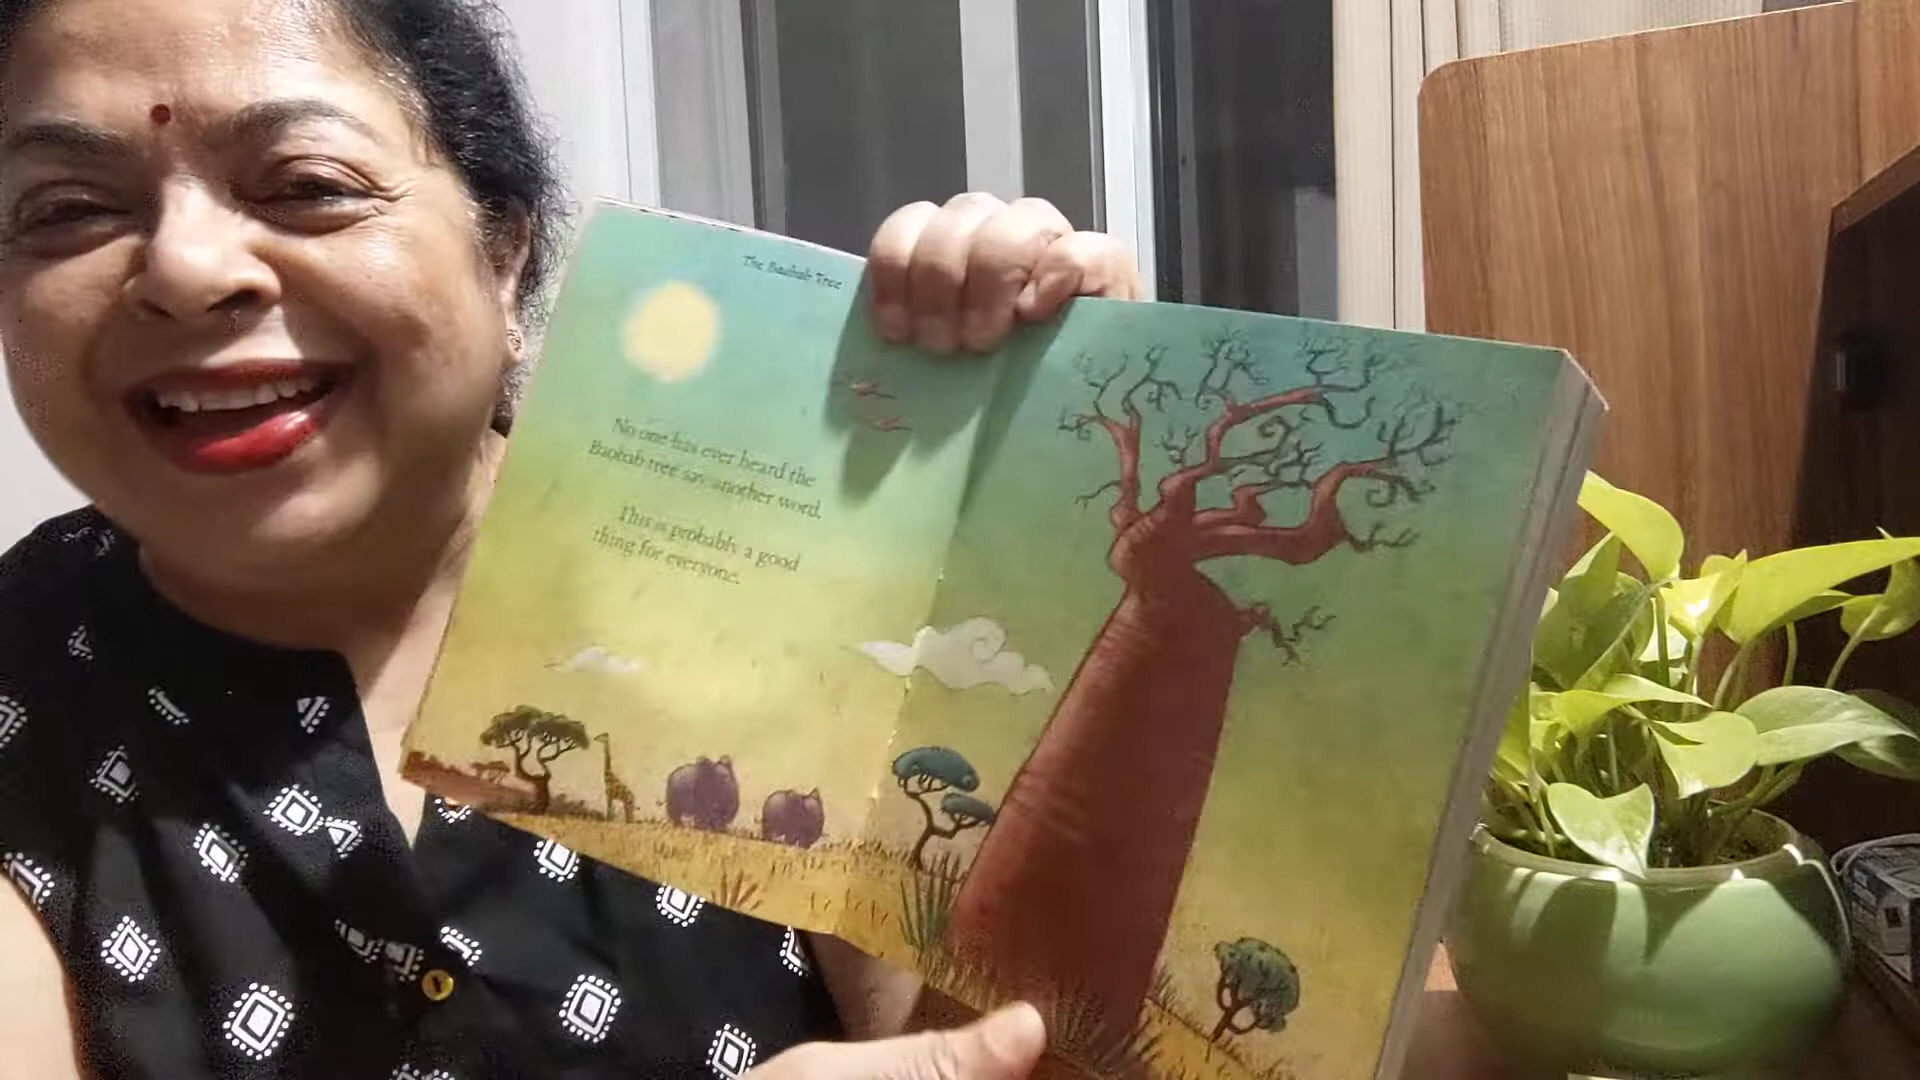 The Baobab Tree
No one has ever heard the
Baobab tree say another word.
This is probably a good
thing for everyone.